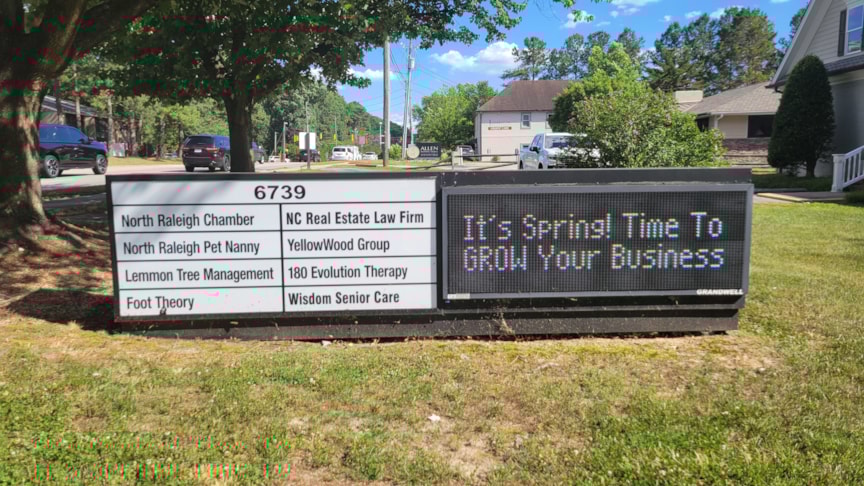 6739
North Raleigh Chamber
NC Real Estate Law Firm
North Raleigh Pet Nanny
YellowWood Group
Lemmon Tree Management
180 Evolution Therapy
Foot Theory
Wisdom Senior Care
It's Spring! Time To
GROW Your Business
GRANDWELL
ALLEN